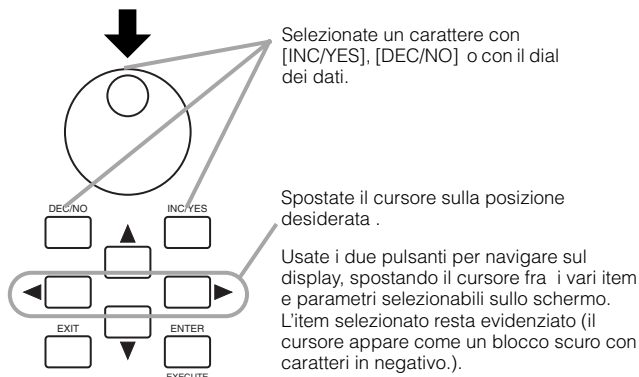 Selezionate un carattere con
[INC/YES], [DEC/NO] o con il dial
dei dati.
DEC/NO
INC/YES
Spostate il cursore sulla posizione
desiderata .
Usate i due pulsanti per navigare sul
display, spostando il cursore fra i vari item
e parametri selezionabili sullo schermo.
L'item selezionato resta evidenziato (il
cursore appare come un blocco scuro con
caratteri in negativo.).
EXIT
ENTER
EXECUTE